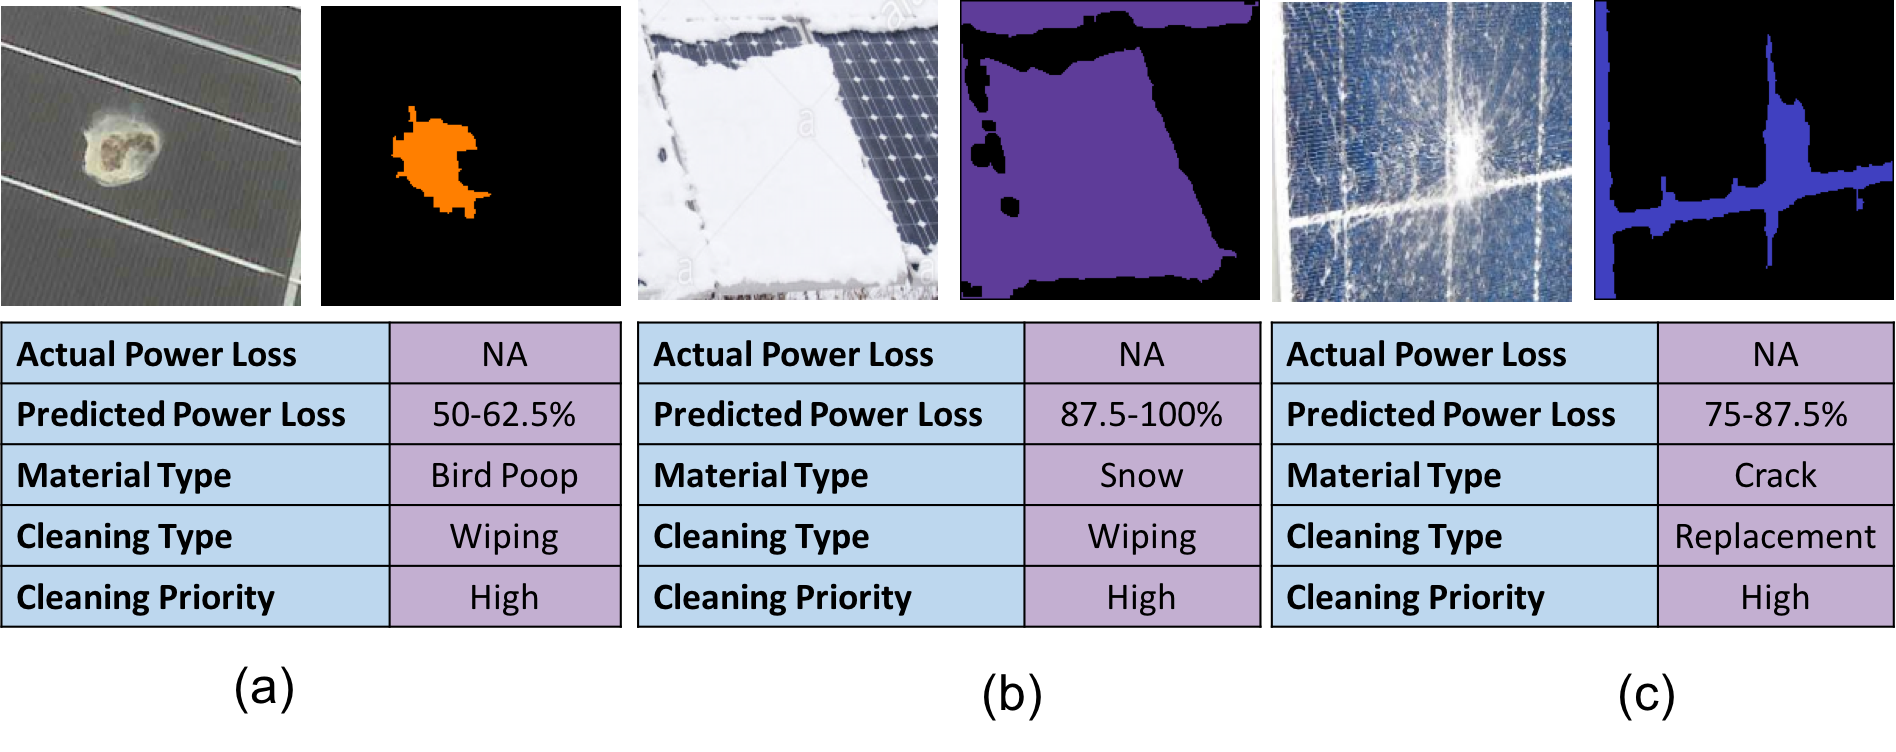 a
a
a
a
Actual Power Loss NA
Predicted Power Loss 50-62.5%
Material Type Bird Poop
Cleaning Type Wiping
Cleaning Priority High
(a)
Actual Power Loss NA
Predicted Power Loss 87.5-100%
Material Type Snow
Cleaning Type Wiping
Cleaning Priority High
(b)
Actual Power Loss NA
Predicted Power Loss 75-87.5%
Material Type Crack
Cleaning Type Replacement
Cleaning Priority High
(c)